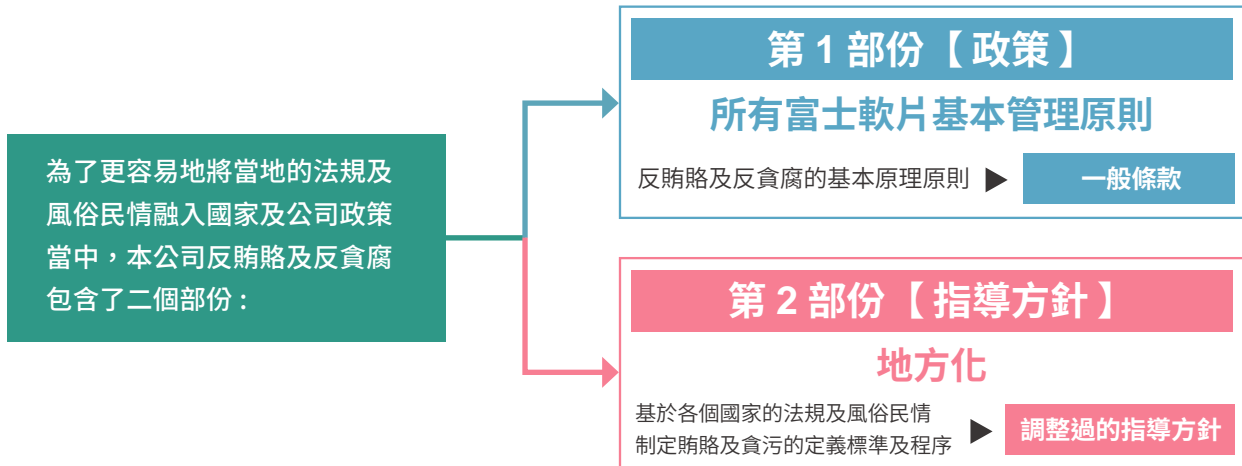 為了更容易地將當地的法規及
風俗民情融入國家及公司政策
當中，本公司反賄賂及反貪腐
包含了二個部份 :
第 1 部份【 政策 】
所有富士軟片基本管理原則
反賄賂及反貪腐的基本原理原則 ▶ 一般條款
第 2 部份【 指導方針 】
地方化
基於各個國家的法規及風俗民情
制定賄賂及貪污的定義標準及程序 ▶ 調整過的指導方針